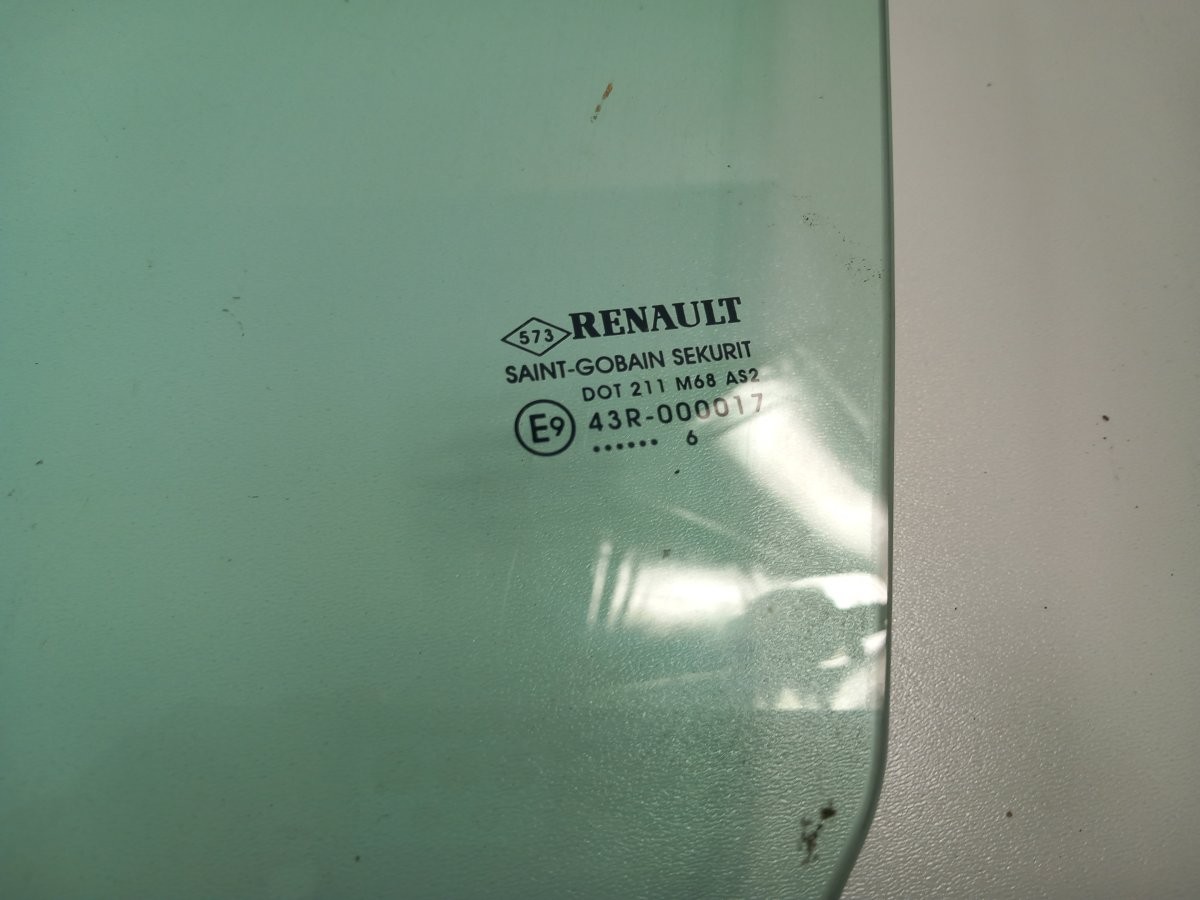 573 RENAULT
SAINT-GOBAIN SEKURIT
DOT 211 M68 AS2
E9 43R-000017
...... 6